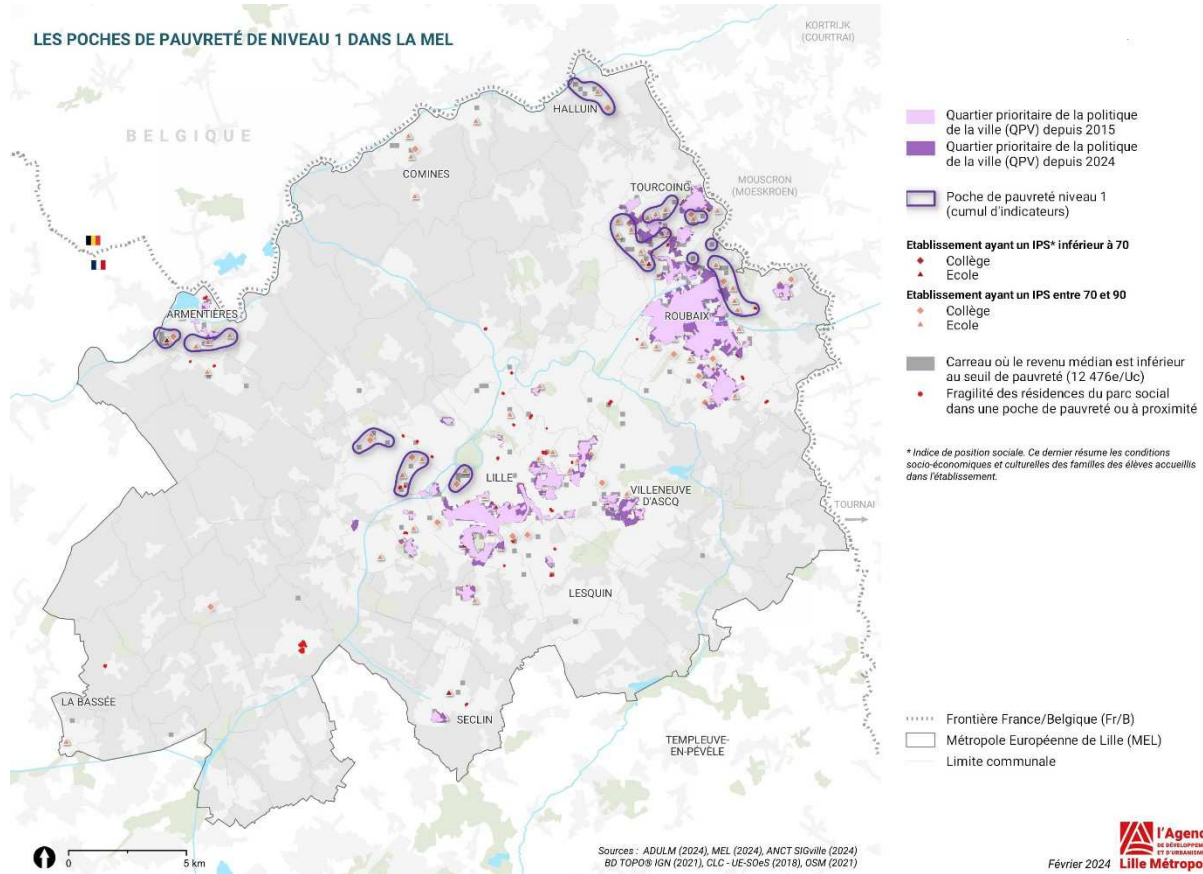 LES POCHES DE PAUVRETÉ DE NIVEAU 1 DANS LA MEL
KORTRIJK
(COURTRAI)
BELGIQUE
HALLUIN
COMINES
TOURCOING
MOUSCRON
(MOESKROEN)
ARMENTIÈRES
ROUBAIX
LILLE
VILLENEUVE
D'ASCQ
TOURNAI
LESQUIN
LA BASSÉE
SECLIN
TEMPLEUVE-
EN-PÉVÈLE
0
5 km
Sources : ADULM (2024), MEL (2024), ANCT SIGville (2024)
BD TOPO® IGN (2021), CLC - UE-SOeS (2018), OSM (2021)
Quartier prioritaire de la politique
de la ville (QPV) depuis 2015
Quartier prioritaire de la politique
de la ville (QPV) depuis 2024
Poche de pauvreté niveau 1
(cumul d'indicateurs)
Etablissement ayant un IPS* inférieur à 70
Collège
Ecole
Etablissement ayant un IPS entre 70 et 90
Collège
Ecole
Carreau où le revenu médian est inférieur
au seuil de pauvreté (12 476e/Uc)
Fragilité des résidences du parc social
dans une poche de pauvreté ou à proximité
* Indice de position sociale. Ce dernier résume les conditions
socio-économiques et culturelles des familles des élèves accueillis
dans l'établissement.
Frontière France/Belgique (Fr/B)
Métropole Européenne de Lille (MEL)
Limite communale
Février 2024
l'Agenc
DE DÉVELOPPEM
ET D'URBANISM
Lille Métropo